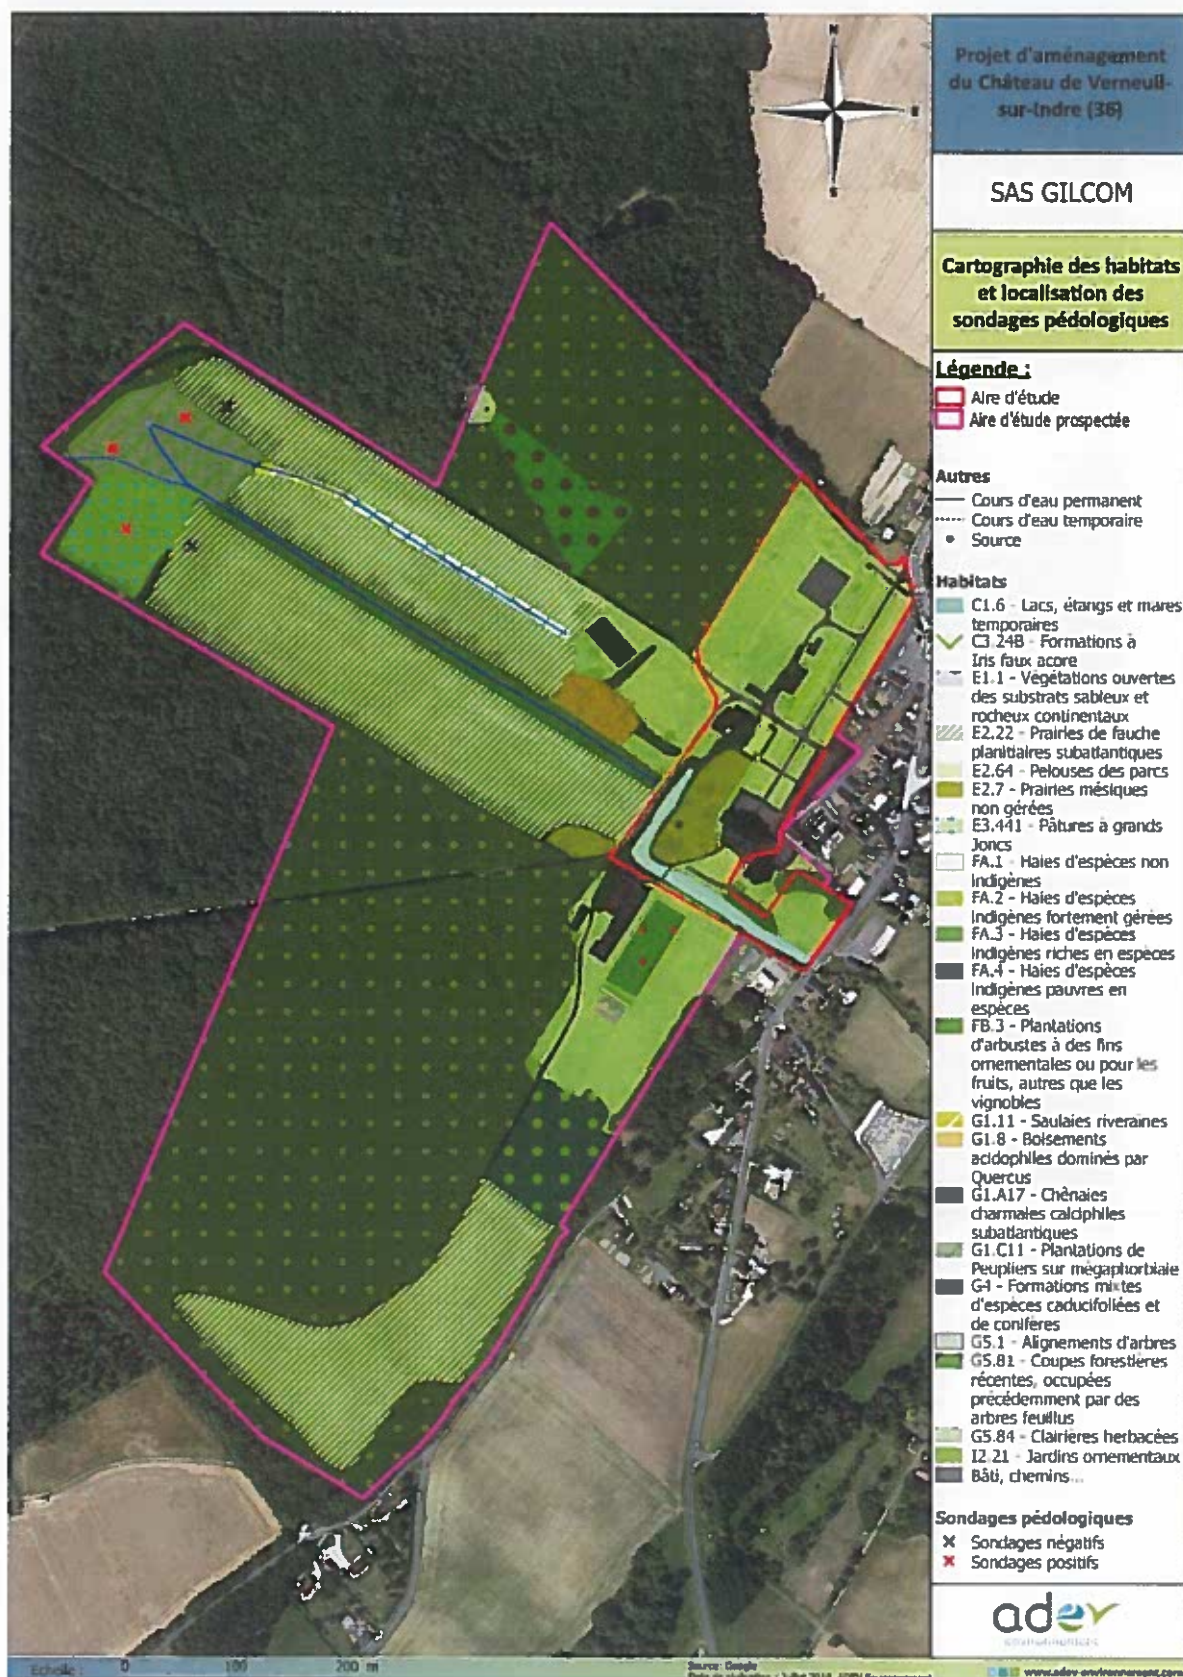 N
S
Projet d'aménagement
du Château de Verneuil-
sur-Indre (36)
SAS GILCOM
Cartographie des habitats
et localisation des
sondages pédologiques
Légende :
Aire d'étude
Aire d'étude prospectée
Autres
Cours d'eau permanent
Cours d'eau temporaire
Source
Habitats
C1.6 - Lacs, étangs et mares
temporaires
C3.24B - Formations à
Iris faux acore
E1.1 - Végétations ouvertes
des substrats sableux et
rocheux continentaux
E2.22 - Prairies de fauche
planitiaires subatlantiques
E2.64 - Pelouses des parcs
E2.7 - Prairies mésiques
non gérées
E3.441 - Pâtures à grands
Joncs
FA.1 - Haies d'espèces non
Indigènes
FA.2 - Haies d'espèces
Indigènes fortement gérées
FA.3 - Haies d'espèces
Indigènes riches en espèces
FA.4 - Haies d'espèces
Indigènes pauvres en
espèces
FB.3 - Plantations
d'arbustes à des fins
ornementales ou pour les
fruits, autres que les
vignobles
G1.11 - Saulaies riveraines
G1.8 - Boisements
acidophiles dominés par
Quercus
G1.A17 - Chênaies
charmaies calciphiles
subatlantiques
G1.C11 - Plantations de
Peupliers sur mégaphorbiaie
G4 - Formations mixtes
d'espèces caducifoliées et
de conifères
G5.1 - Alignements d'arbres
G5.81 - Coupes forestières
récentes, occupées
précédemment par des
arbres feuillus
G5.84 - Clairières herbacées
I2.21 - Jardins ornementaux
Bâti, chemins...
Sondages pédologiques
Sondages négatifs
Sondages positifs
adev
environnement
Echelle : 0 100 200 m
Source: Google
www.adev-environnement.com